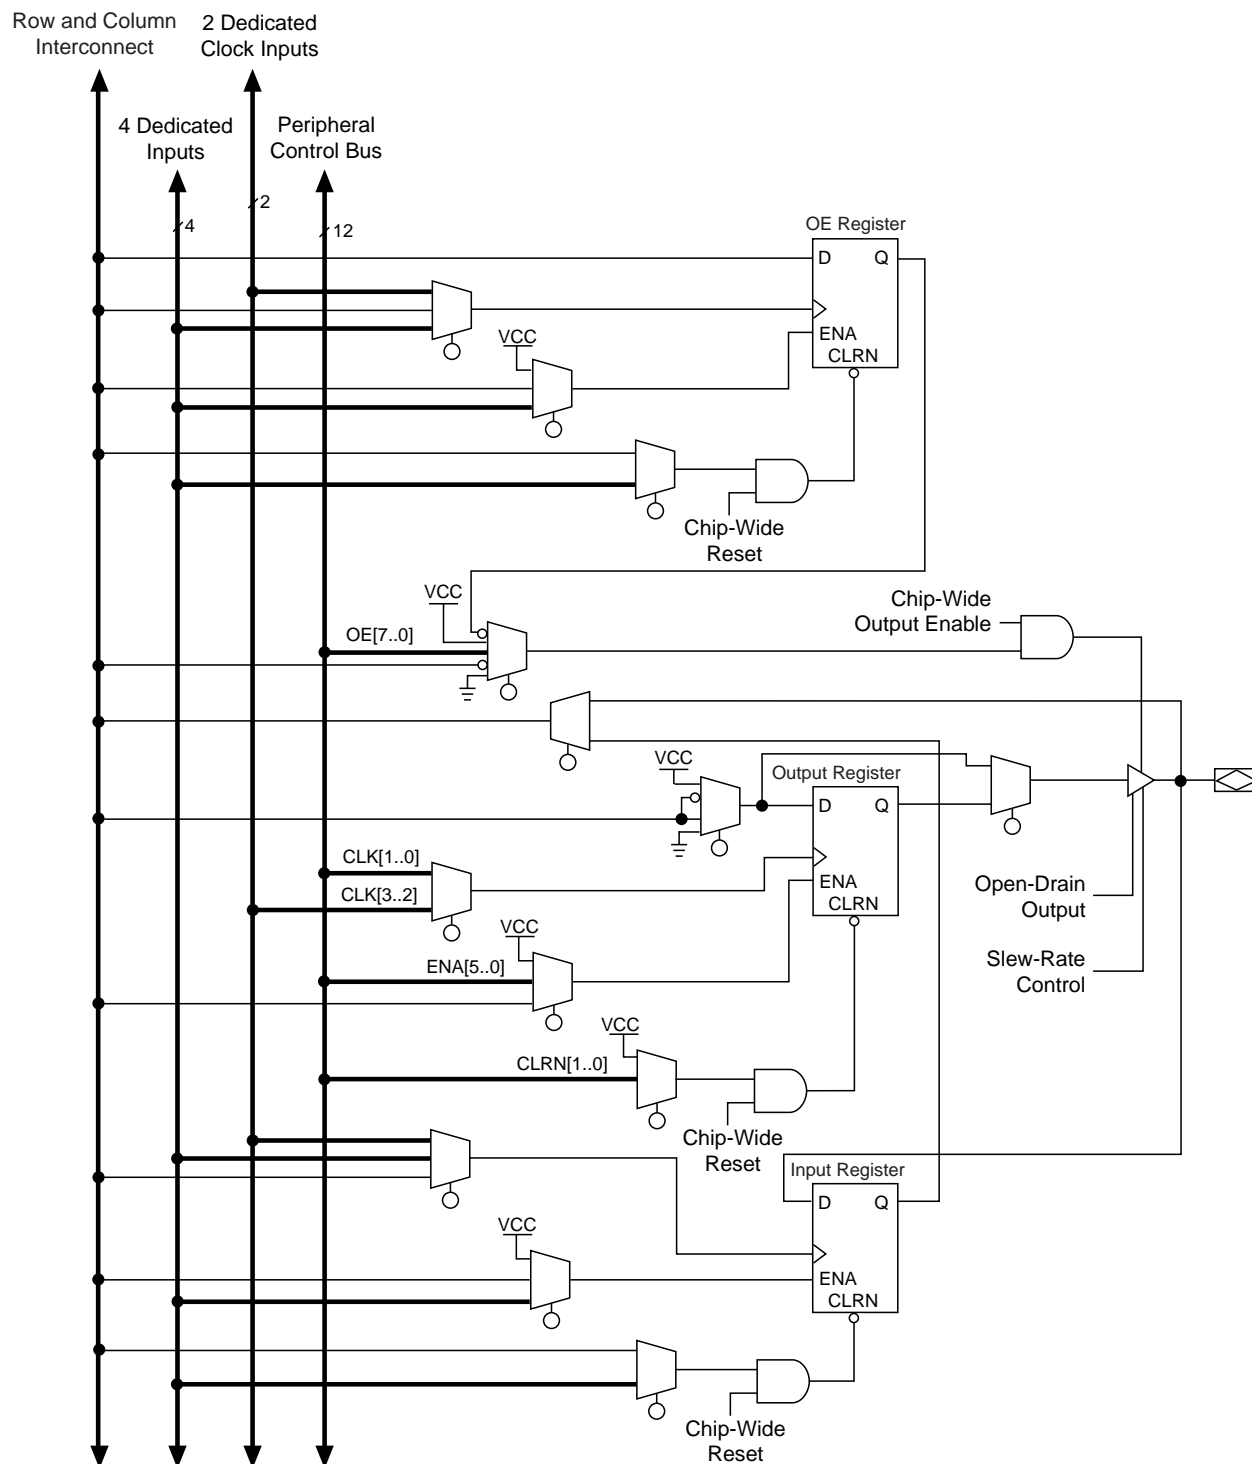 Row and Column
Interconnect
2 Dedicated
Clock Inputs
4 Dedicated
Inputs
Peripheral
Control Bus
2
4
12
OE Register
D Q
ENA
CLRN
VCC
Chip-Wide
Reset
VCC
OE[7..0]
Chip-Wide
Output Enable
VCC
Output Register
D Q
ENA
CLRN
CLK[1..0]
CLK[3..2]
Open-Drain
Output
VCC
ENA[5..0]
Slew-Rate
Control
VCC
CLRN[1..0]
Chip-Wide
Reset
Input Register
D Q
ENA
CLRN
VCC
Chip-Wide
Reset